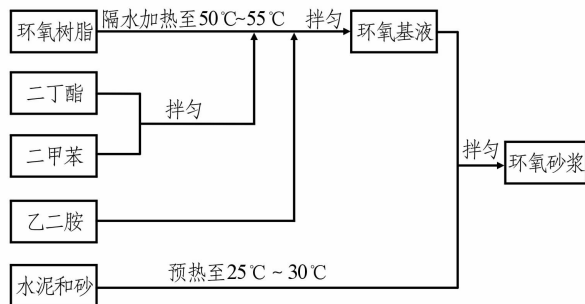 环氧树脂
隔水加热至50℃~55℃
拌匀
环氧基液
二丁酯
二甲苯
拌匀
拌匀
环氧砂浆
乙二胺
水泥和砂
预热至25℃~30℃